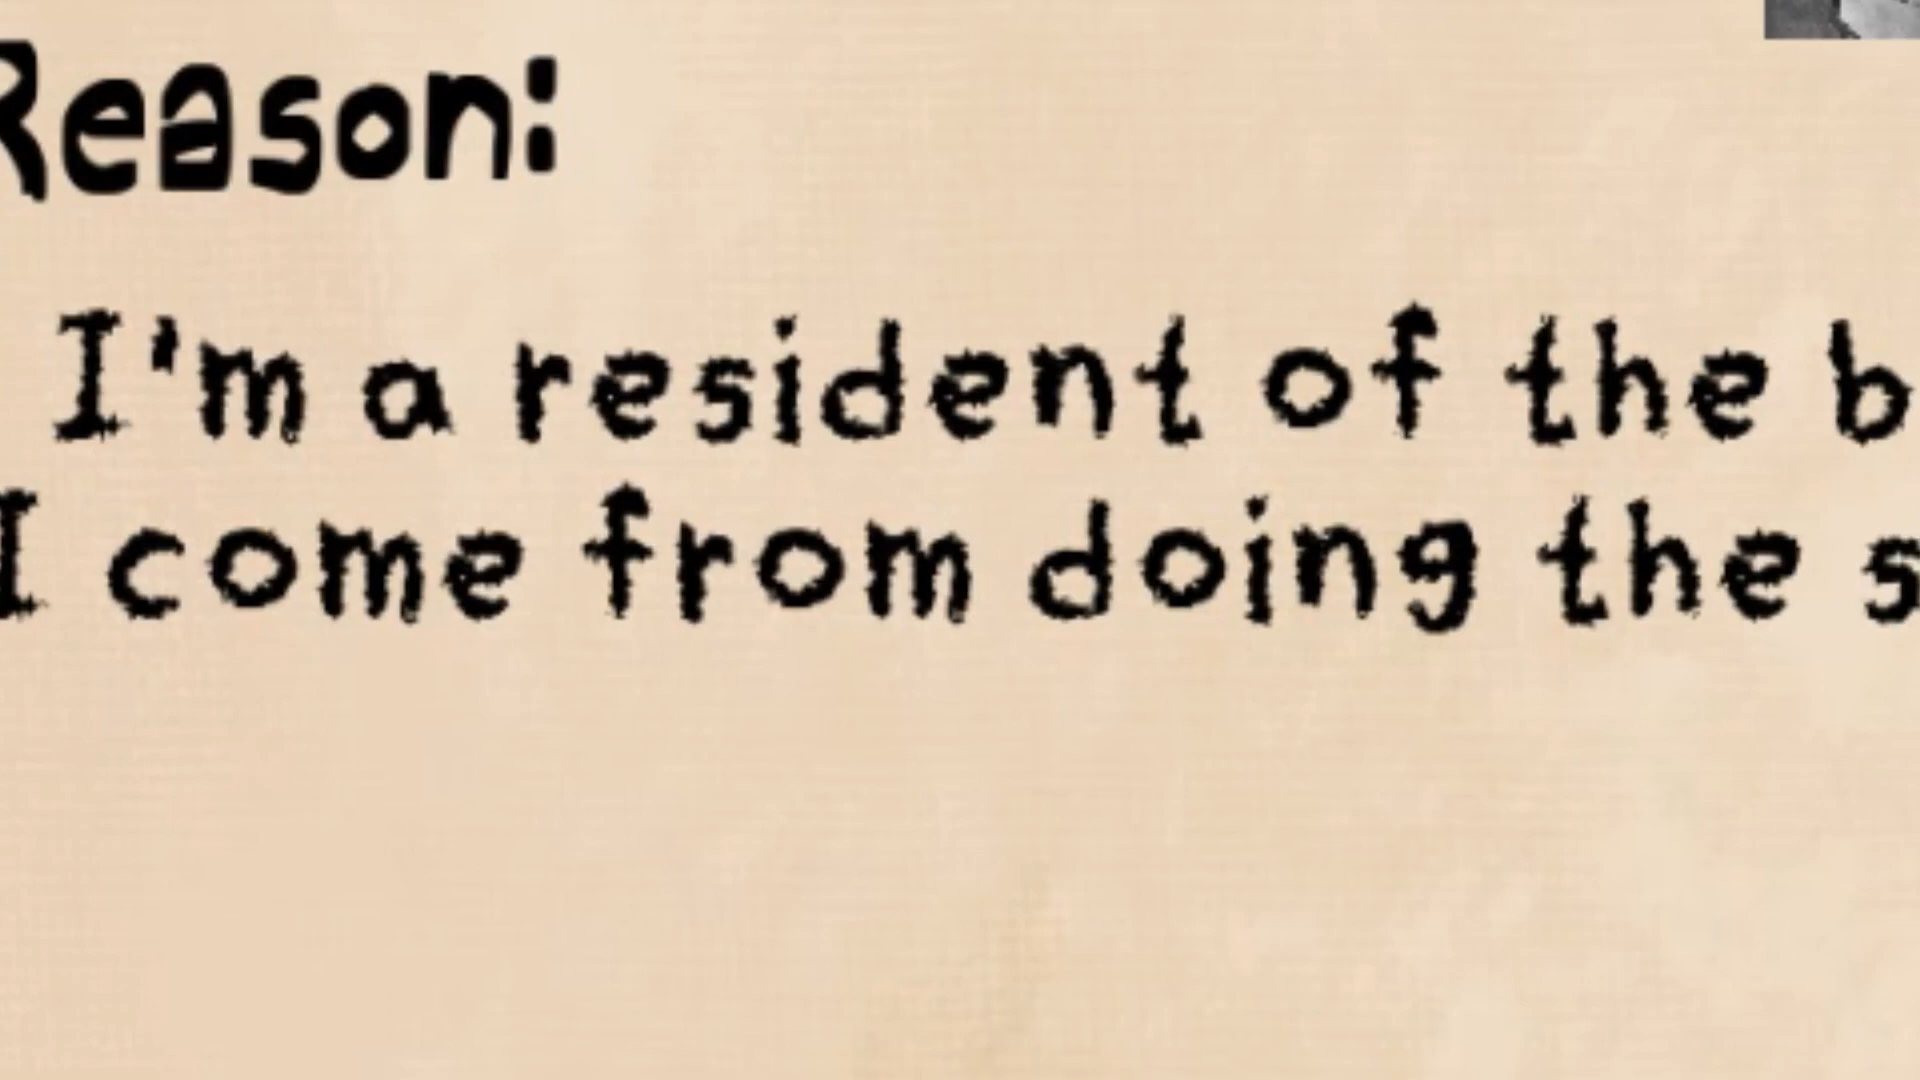 Reason:
I'm a resident of the b
I come from doing the s